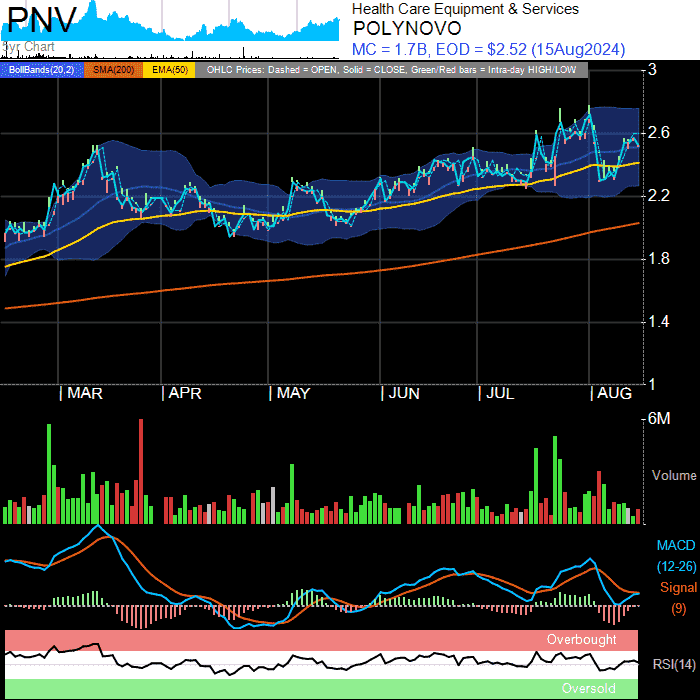 PNV
5yr Chart
Health Care Equipment & Services
POLYNOVO
MC = 1.7B, EOD = $2.52 (15Aug2024)
BollBands(20,2) SMA(200) EMA(50) OHLC Prices: Dashed = OPEN, Solid = CLOSE, Green/Red bars = Intra-day HIGH/LOW
3
2.6
2.2
1.8
1.4
1
MAR APR MAY JUN JUL AUG
6M
Volume
MACD
(12-26)
Signal
(9)
Overbought
RSI(14)
Oversold